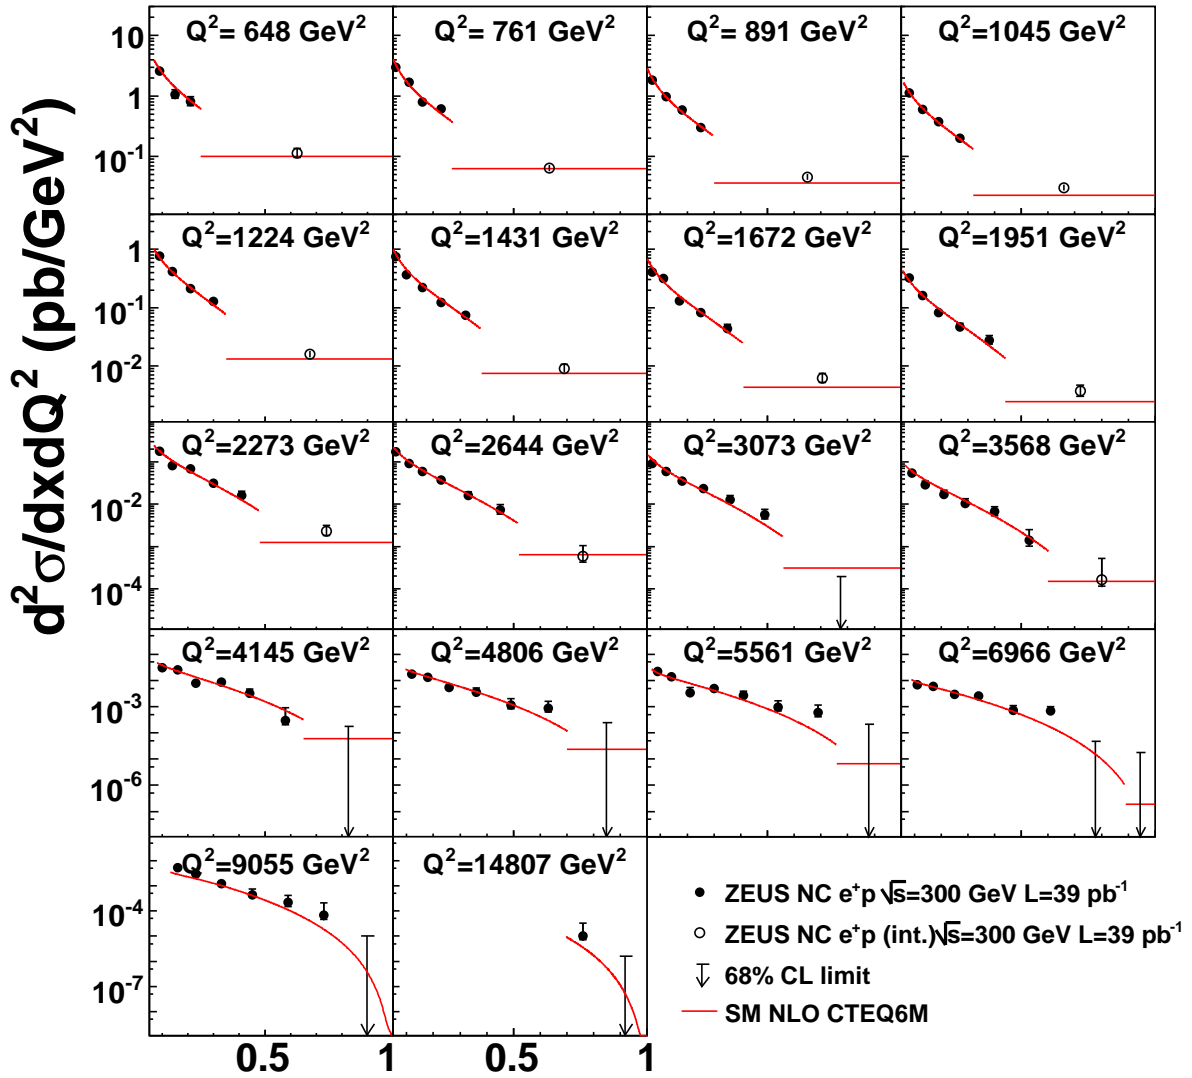 d²σ/dxdQ² (pb/GeV²)
Q²= 648 GeV²
Q²= 761 GeV²
Q²= 891 GeV²
Q²=1045 GeV²
10
1
10⁻¹
Q²=1224 GeV²
Q²=1431 GeV²
Q²=1672 GeV²
Q²=1951 GeV²
1
10⁻¹
10⁻²
Q²=2273 GeV²
Q²=2644 GeV²
Q²=3073 GeV²
Q²=3568 GeV²
10⁻²
10⁻⁴
Q²=4145 GeV²
Q²=4806 GeV²
Q²=5561 GeV²
Q²=6966 GeV²
10⁻³
10⁻⁶
Q²=9055 GeV²
Q²=14807 GeV²
10⁻⁴
10⁻⁷
0.5
1
0.5
1
ZEUS NC e⁺p √s=300 GeV L=39 pb⁻¹
ZEUS NC e⁺p (int.)√s=300 GeV L=39 pb⁻¹
68% CL limit
SM NLO CTEQ6M